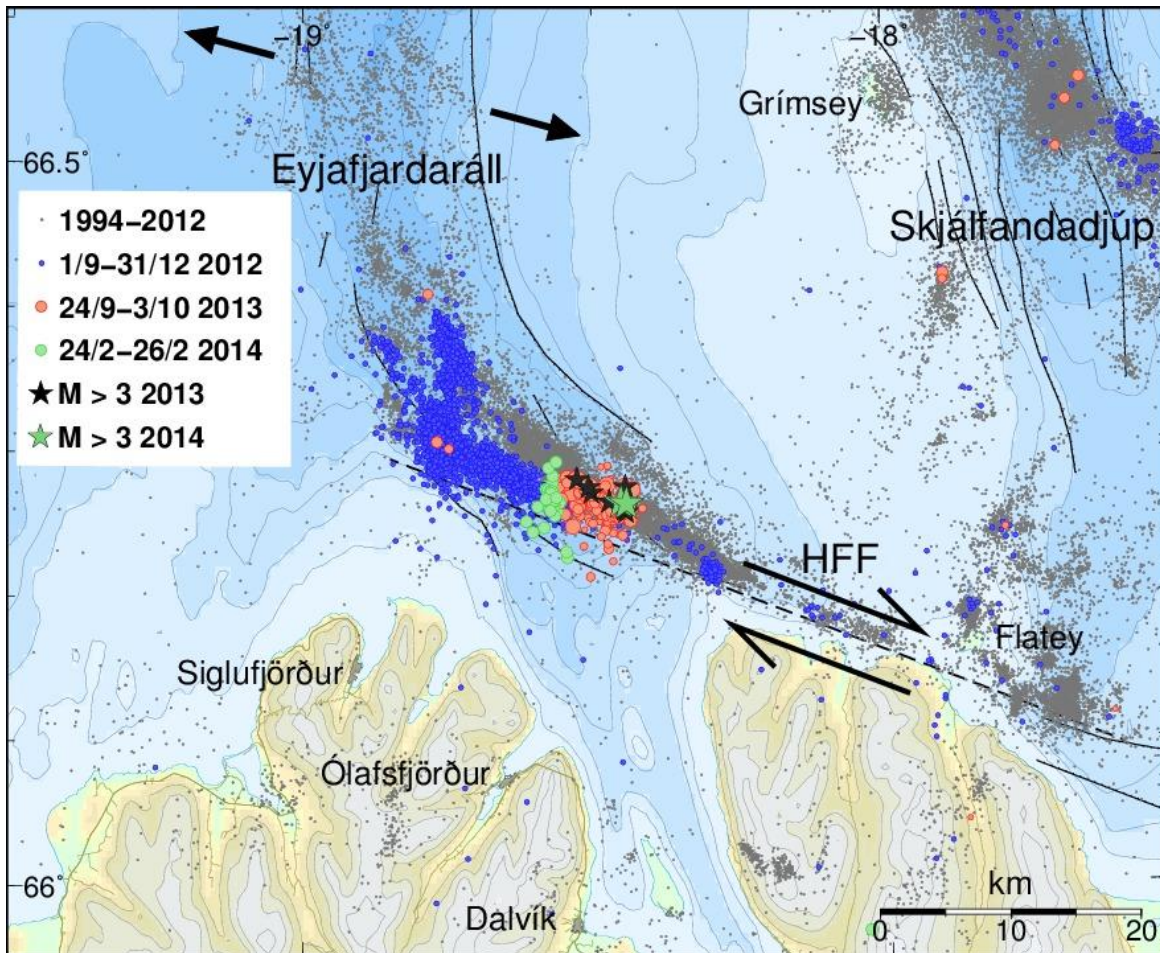 −19˚
−18˚
Grímsey
66.5˚
Eyjafjardaráll
Skjálfandadjúp
1994−2012
1/9−31/12 2012
24/9−3/10 2013
24/2−26/2 2014
M > 3 2013
M > 3 2014
HFF
Flatey
Siglufjörður
Ólafsfjörður
66˚
km
Dalvík
0 10 20